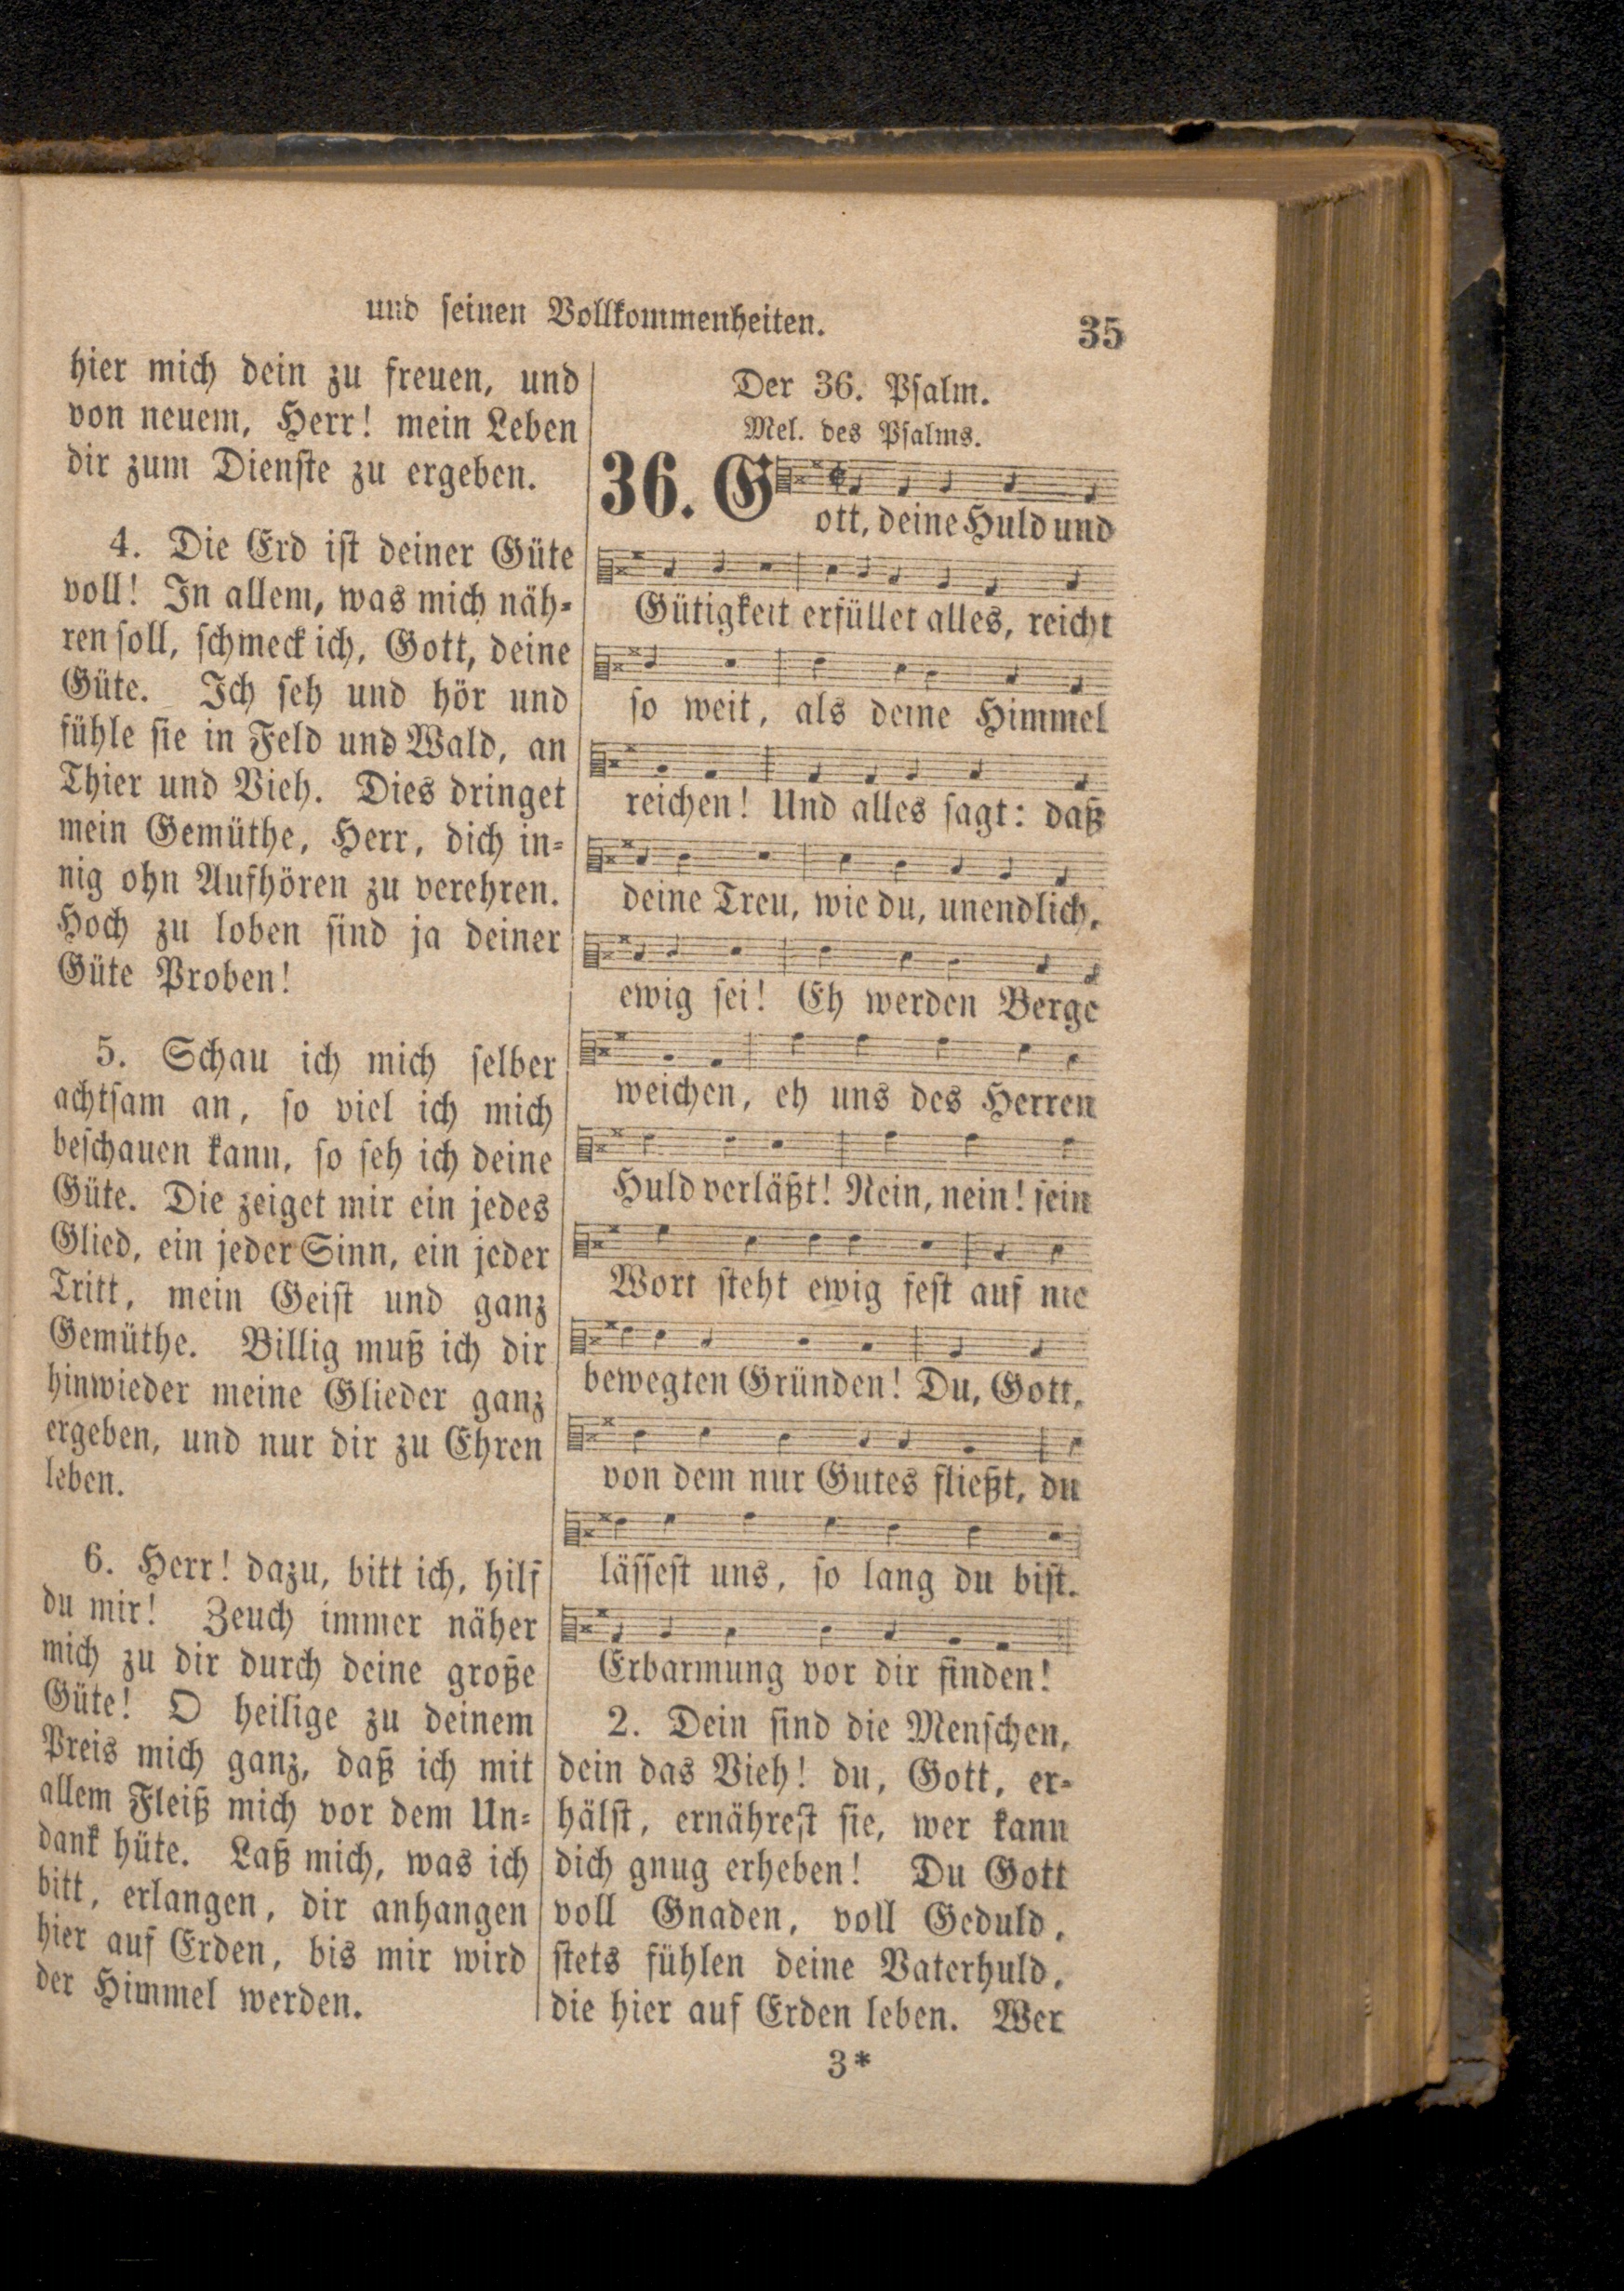 und seinen Vollkommenheiten.
35
hier mich dein zu freuen, und
von neuem, Herr! mein Leben
dir zum Dienste zu ergeben.
4. Die Erd ist deiner Güte
voll! In allem, was mich näh-
ren soll, schmeck ich, Gott, deine
Güte. Ich seh und hör und
fühle sie in Feld und Wald, an
Thier und Vieh. Dies dringet
mein Gemüthe, Herr, dich in-
nig ohn Aufhören zu verehren.
Hoch zu loben sind ja deiner
Güte Proben!
5. Schau ich mich selber
achtsam an, so viel ich mich
beschauen kann, so seh ich deine
Güte. Die zeiget mir ein jedes
Glied, ein jeder Sinn, ein jeder
Tritt, mein Geist und ganz
Gemüthe. Billig muß ich dir
hinwieder meine Glieder ganz
ergeben, und nur dir zu Ehren
leben.
6. Herr! dazu, bitt ich, hilf
du mir! Zeuch immer näher
mich zu dir durch deine große
Güte! O heilige zu deinem
Preis mich ganz, daß ich mit
allem Fleiß mich vor dem Un-
dank hüte. Laß mich, was ich
bitt, erlangen, dir anhangen
hier auf Erden, bis mir wird
der Himmel werden.
Der 36. Psalm.
Mel. des Psalms.
36. Gott, deine Huld und
Gütigkeit erfüllet alles, reicht
so weit, als deine Himmel
reichen! Und alles sagt: daß
deine Treu, wie du, unendlich,
ewig sei! Eh werden Berge
weichen, eh uns des Herren
Huld verläßt! Nein, nein! sein
Wort steht ewig fest auf nie
bewegten Gründen! Du, Gott,
von dem nur Gutes fließt, du
lässest uns, so lang du bist.
Erbarmung vor dir finden!
2. Dein sind die Menschen,
dein das Vieh! du, Gott, er-
hälst, ernährest sie, wer kann
dich gnug erheben! Du Gott
voll Gnaden, voll Geduld,
stets fühlen deine Vaterhuld,
die hier auf Erden leben. Wer
3*